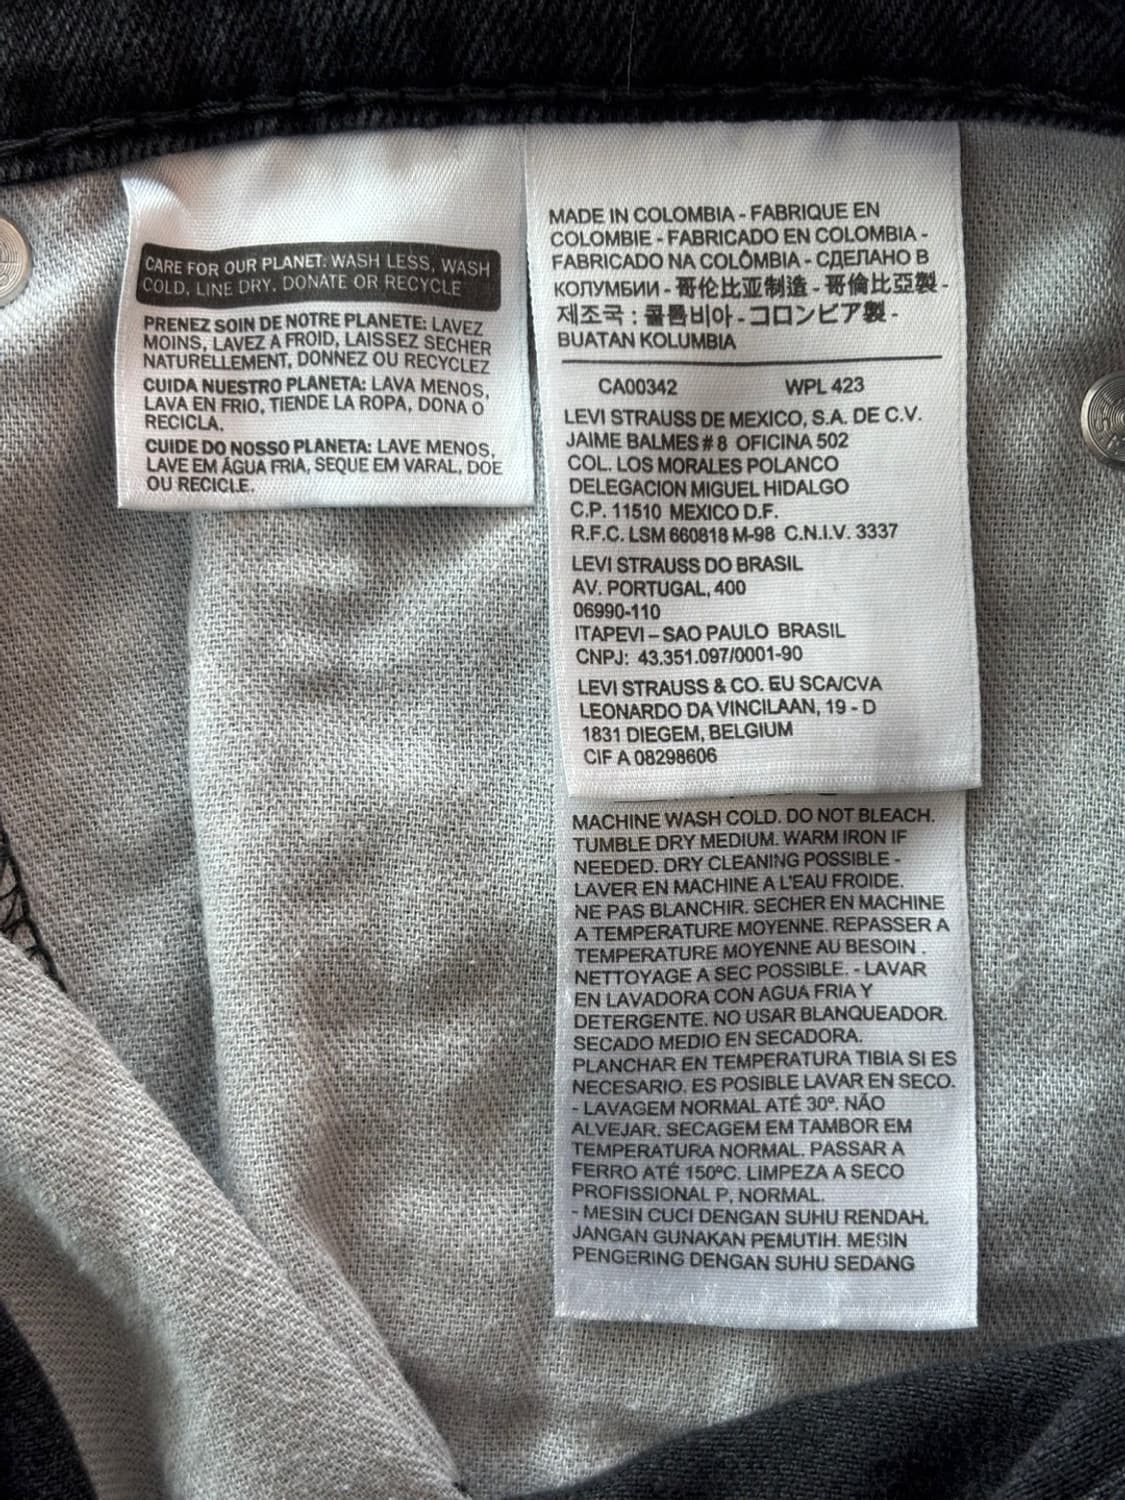 CARE FOR OUR PLANET: WASH LESS, WASH
COLD, LINE DRY, DONATE OR RECYCLE
PRENEZ SOIN DE NOTRE PLANETE: LAVEZ
MOINS, LAVEZ A FROID, LAISSEZ SECHER
NATURELLEMENT, DONNEZ OU RECYCLEZ
CUIDA NUESTRO PLANETA: LAVA MENOS,
LAVA EN FRIO, TIENDE LA ROPA, DONA O
RECICLA.
CUIDE DO NOSSO PLANETA: LAVE MENOS,
LAVE EM ÁGUA FRIA, SEQUE EM VARAL, DOE
OU RECICLE.
MADE IN COLOMBIA - FABRIQUE EN
COLOMBIE - FABRICADO EN COLOMBIA -
FABRICADO NA COLÔMBIA - СДЕЛАНО В
КОЛУМБИИ - 哥伦比亚制造 - 哥倫比亞製 -
제조국 : 콜롬비아 - コロンビア製 -
BUATAN KOLUMBIA
CA00342 WPL 423
LEVI STRAUSS DE MEXICO, S.A. DE C.V.
JAIME BALMES # 8 OFICINA 502
COL. LOS MORALES POLANCO
DELEGACION MIGUEL HIDALGO
C.P. 11510 MEXICO D.F.
R.F.C. LSM 660818 M-98 C.N.I.V. 3337
LEVI STRAUSS DO BRASIL
AV. PORTUGAL, 400
06990-110
ITAPEVI – SAO PAULO BRASIL
CNPJ: 43.351.097/0001-90
LEVI STRAUSS & CO. EU SCA/CVA
LEONARDO DA VINCILAAN, 19 - D
1831 DIEGEM, BELGIUM
CIF A 08298606
MACHINE WASH COLD. DO NOT BLEACH.
TUMBLE DRY MEDIUM. WARM IRON IF
NEEDED. DRY CLEANING POSSIBLE -
LAVER EN MACHINE A L'EAU FROIDE.
NE PAS BLANCHIR. SECHER EN MACHINE
A TEMPERATURE MOYENNE. REPASSER A
TEMPERATURE MOYENNE AU BESOIN .
NETTOYAGE A SEC POSSIBLE. - LAVAR
EN LAVADORA CON AGUA FRIA Y
DETERGENTE. NO USAR BLANQUEADOR.
SECADO MEDIO EN SECADORA.
PLANCHAR EN TEMPERATURA TIBIA SI ES
NECESARIO. ES POSIBLE LAVAR EN SECO.
- LAVAGEM NORMAL ATÉ 30º. NÃO
ALVEJAR. SECAGEM EM TAMBOR EM
TEMPERATURA NORMAL. PASSAR A
FERRO ATÉ 150ºC. LIMPEZA A SECO
PROFISSIONAL P, NORMAL.
- MESIN CUCI DENGAN SUHU RENDAH.
JANGAN GUNAKAN PEMUTIH. MESIN
PENGERING DENGAN SUHU SEDANG